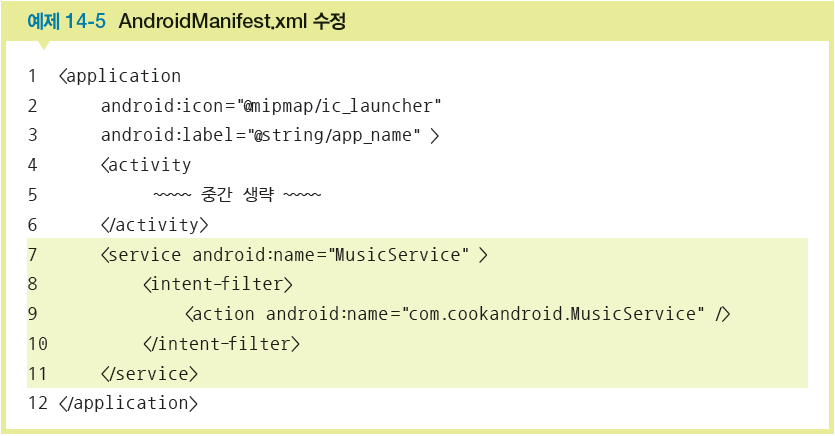 예제 14-5 AndroidManifest.xml 수정
1 <application
2 android:icon="@mipmap/ic_launcher"
3 android:label="@string/app_name" >
4 <activity
5 ~~~~~ 중간 생략 ~~~~~
6 </activity>
7 <service android:name="MusicService" >
8 <intent-filter>
9 <action android:name="com.cookandroid.MusicService" />
10 </intent-filter>
11 </service>
12 </application>